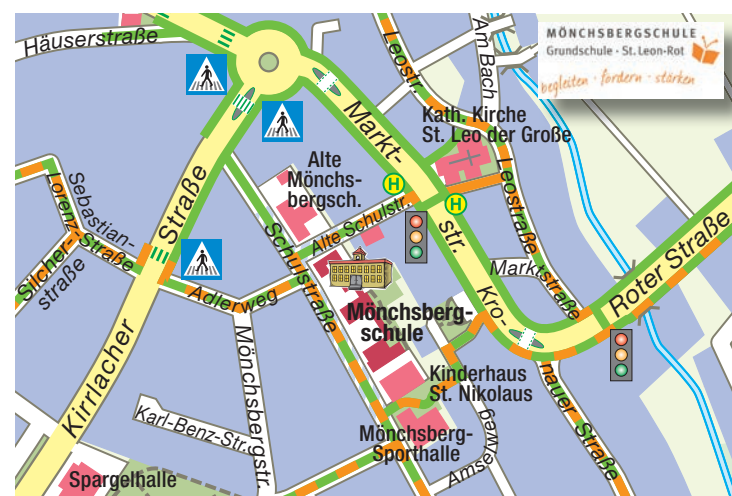 Häuserstraße
Leostr.
Am Bach
MÖNCHSBERGSCHULE
Grundschule · St. Leon-Rot
begleiten · fordern · stärken
Markt-
str.
Kath. Kirche
St. Leo der Große
Alte
Mönchs-
bergsch.
H
H
Leostraße
Alte Schulstr.
Sebastian-
Lorenz-Straße
Silcher-
straße
Kirrlacher
Straße
Schulstraße
Adlerweg
Marktstraße
Roter Straße
Mönchsberg-
schule
Kro-
nauer Straße
Mönchsbergstr.
Kinderhaus
St. Nikolaus
Karl-Benz-Str.
Mönchsberg-
Sporthalle
Amselweg
Spargelhalle